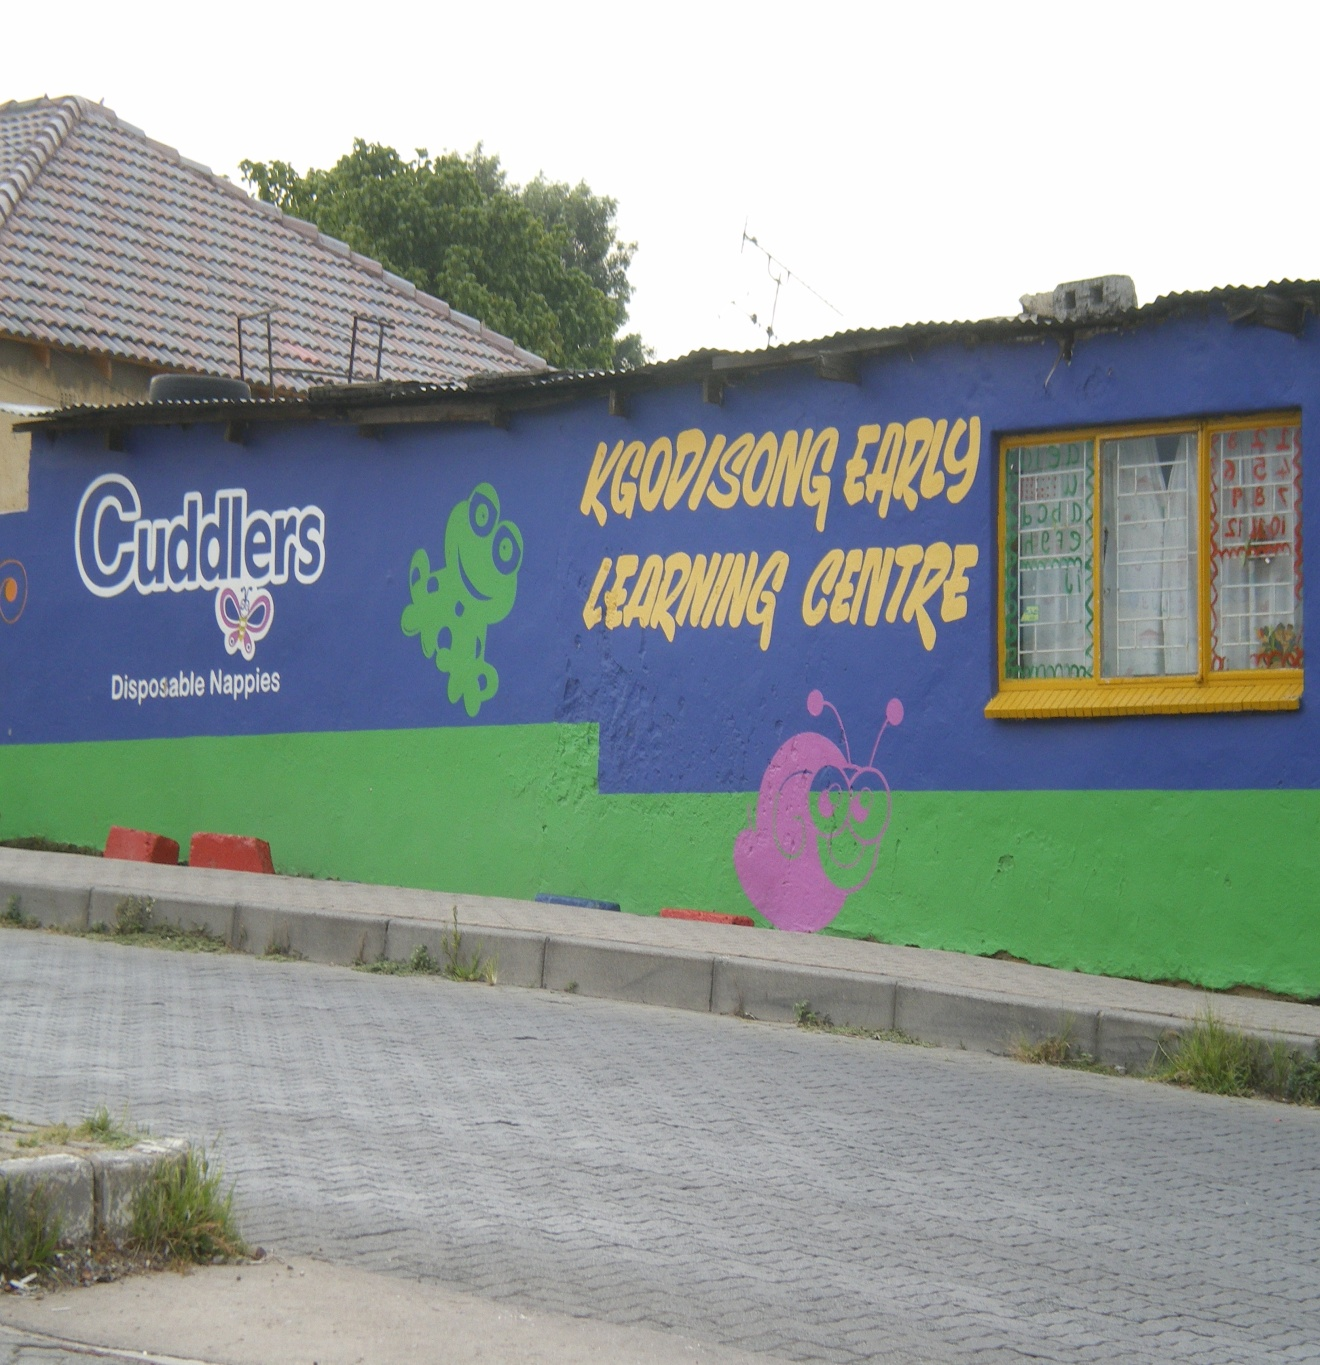 Cuddlers
Disposable Nappies
KGODISONG EARLY
LEARNING CENTRE